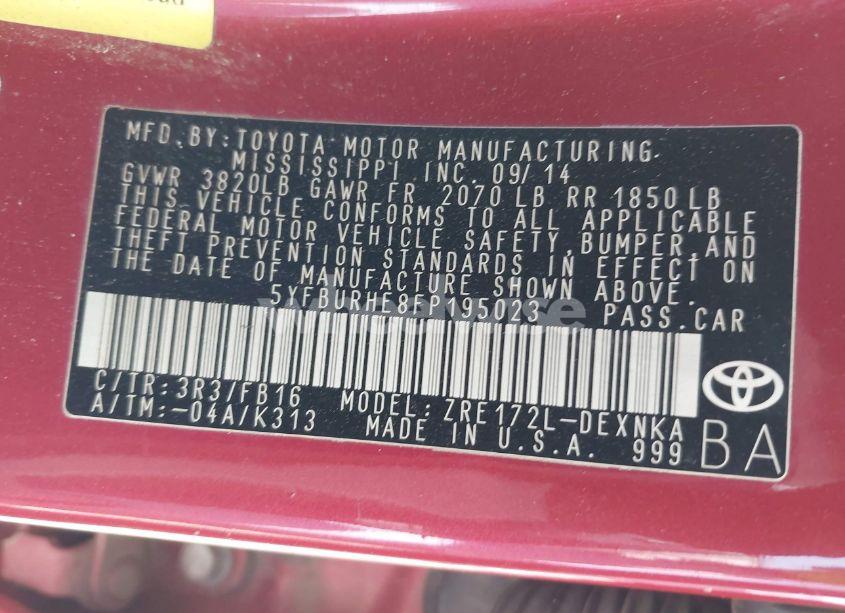 MFD. BY: TOYOTA MOTOR MANUFACTURING
MISSISSIPPI INC. 09/14
GVWR 3820LB GAWR FR 2070 LB RR 1850 LB
THIS VEHICLE CONFORMS TO ALL APPLICABLE
FEDERAL MOTOR VEHICLE SAFETY, BUMPER, AND
THEFT PREVENTION STANDARDS IN EFFECT ON
THE DATE OF MANUFACTURE SHOWN ABOVE.
5YFBURHE8FP195023 PASS.CAR
C/TR:3R3/FB16 MODEL: ZRE172L-DEXNKA
A/TM:-04A/K313 MADE IN U.S.A. 999
BA